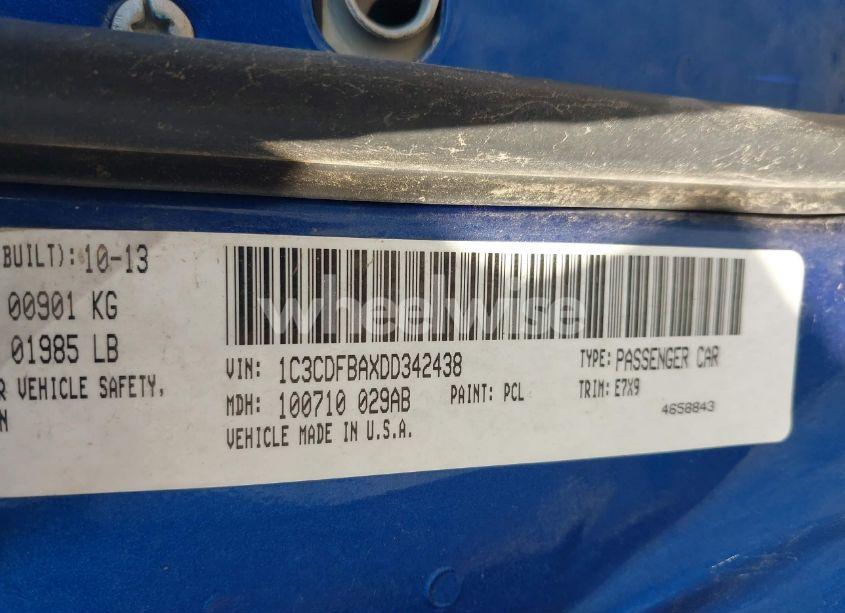 BUILT): 10-13
00901 KG
01985 LB
R VEHICLE SAFETY,
N
VIN: 1C3CDFBAXDD342438
TYPE: PASSENGER CAR
MDH: 100710 029AB
PAINT: PCL
TRIM: E7X9
VEHICLE MADE IN U.S.A.
4658843
wheelwise